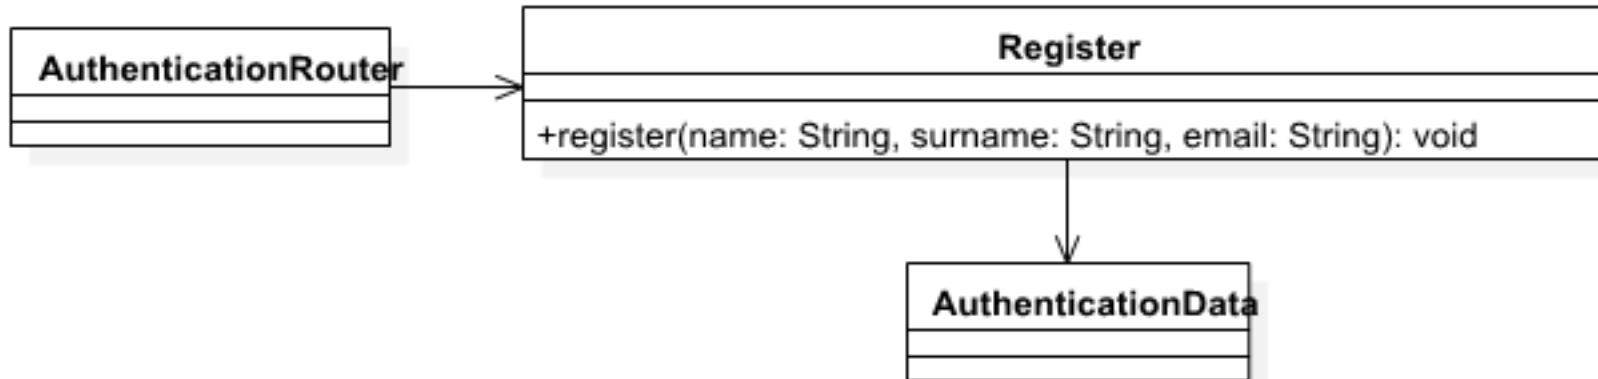 AuthenticationRouter
Register
+register(name: String, surname: String, email: String): void
AuthenticationData